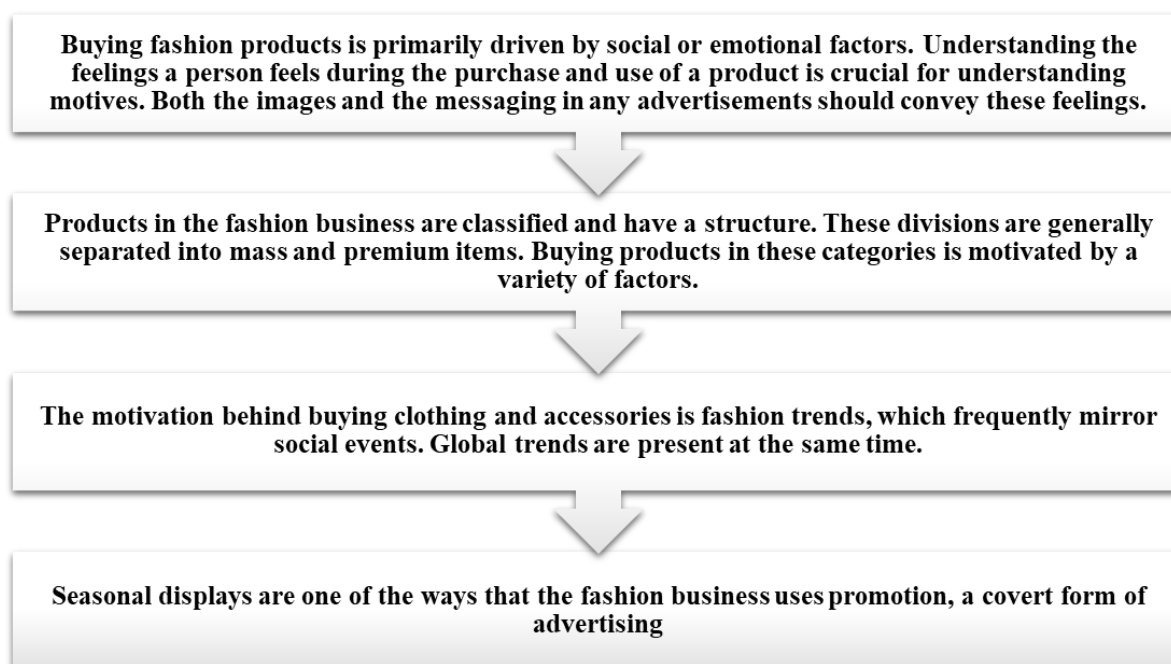 Buying fashion products is primarily driven by social or emotional factors. Understanding the
feelings a person feels during the purchase and use of a product is crucial for understanding
motives. Both the images and the messaging in any advertisements should convey these feelings.
Products in the fashion business are classified and have a structure. These divisions are generally
separated into mass and premium items. Buying products in these categories is motivated by a
variety of factors.
The motivation behind buying clothing and accessories is fashion trends, which frequently mirror
social events. Global trends are present at the same time.
Seasonal displays are one of the ways that the fashion business uses promotion, a covert form of
advertising